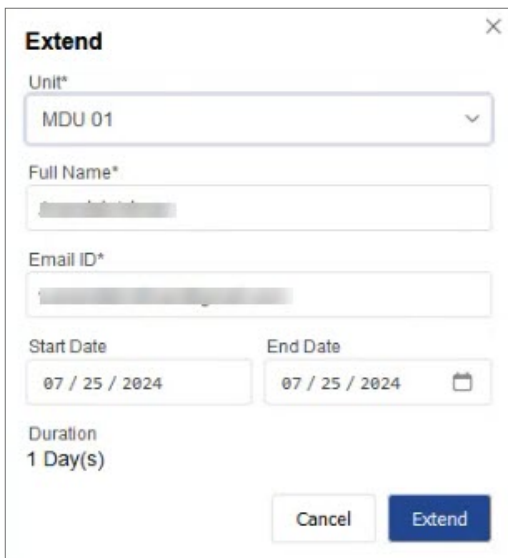 Extend
Unit*
MDU 01
Full Name*
Email ID*
Start Date End Date
07 / 25 / 2024 07 / 25 / 2024
Duration
1 Day(s)
Cancel Extend